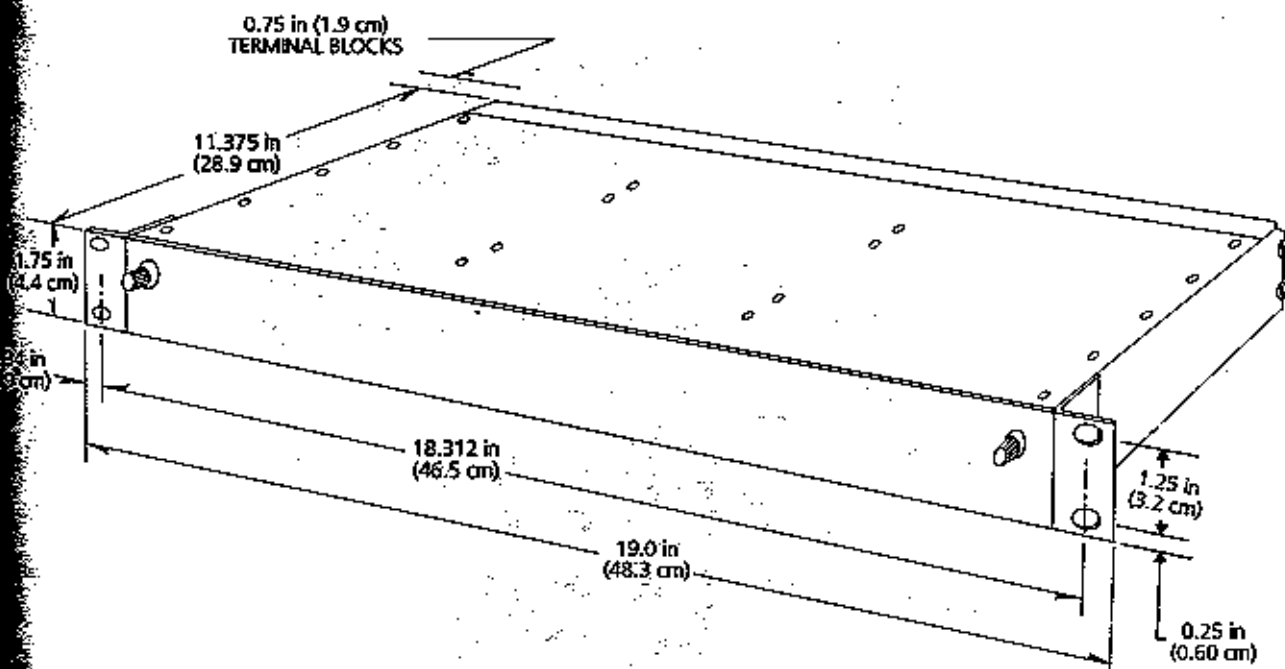 0.75 in (1.9 cm)
TERMINAL BLOCKS
11.375 in
(28.9 cm)
1.75 in
(4.4 cm)
in
cm)
18.312 in
(46.5 cm)
19.0 in
(48.3 cm)
1.25 in
(3.2 cm)
0.25 in
(0.60 cm)